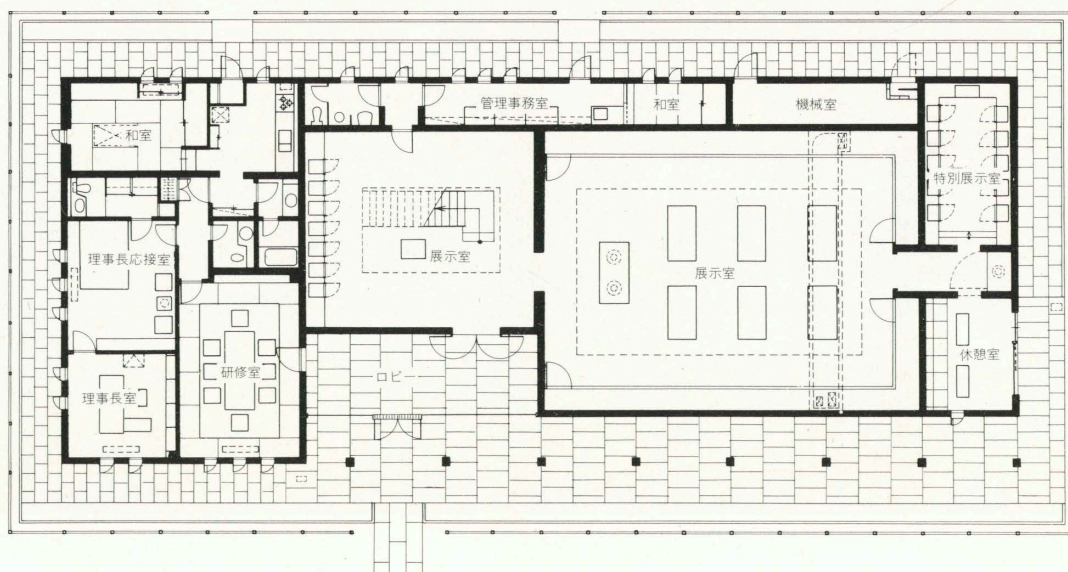 和室
管理事務室
和室
機械室
特別展示室
理事長応接室
展示室
展示室
理事長室
研修室
ロビー
休憩室